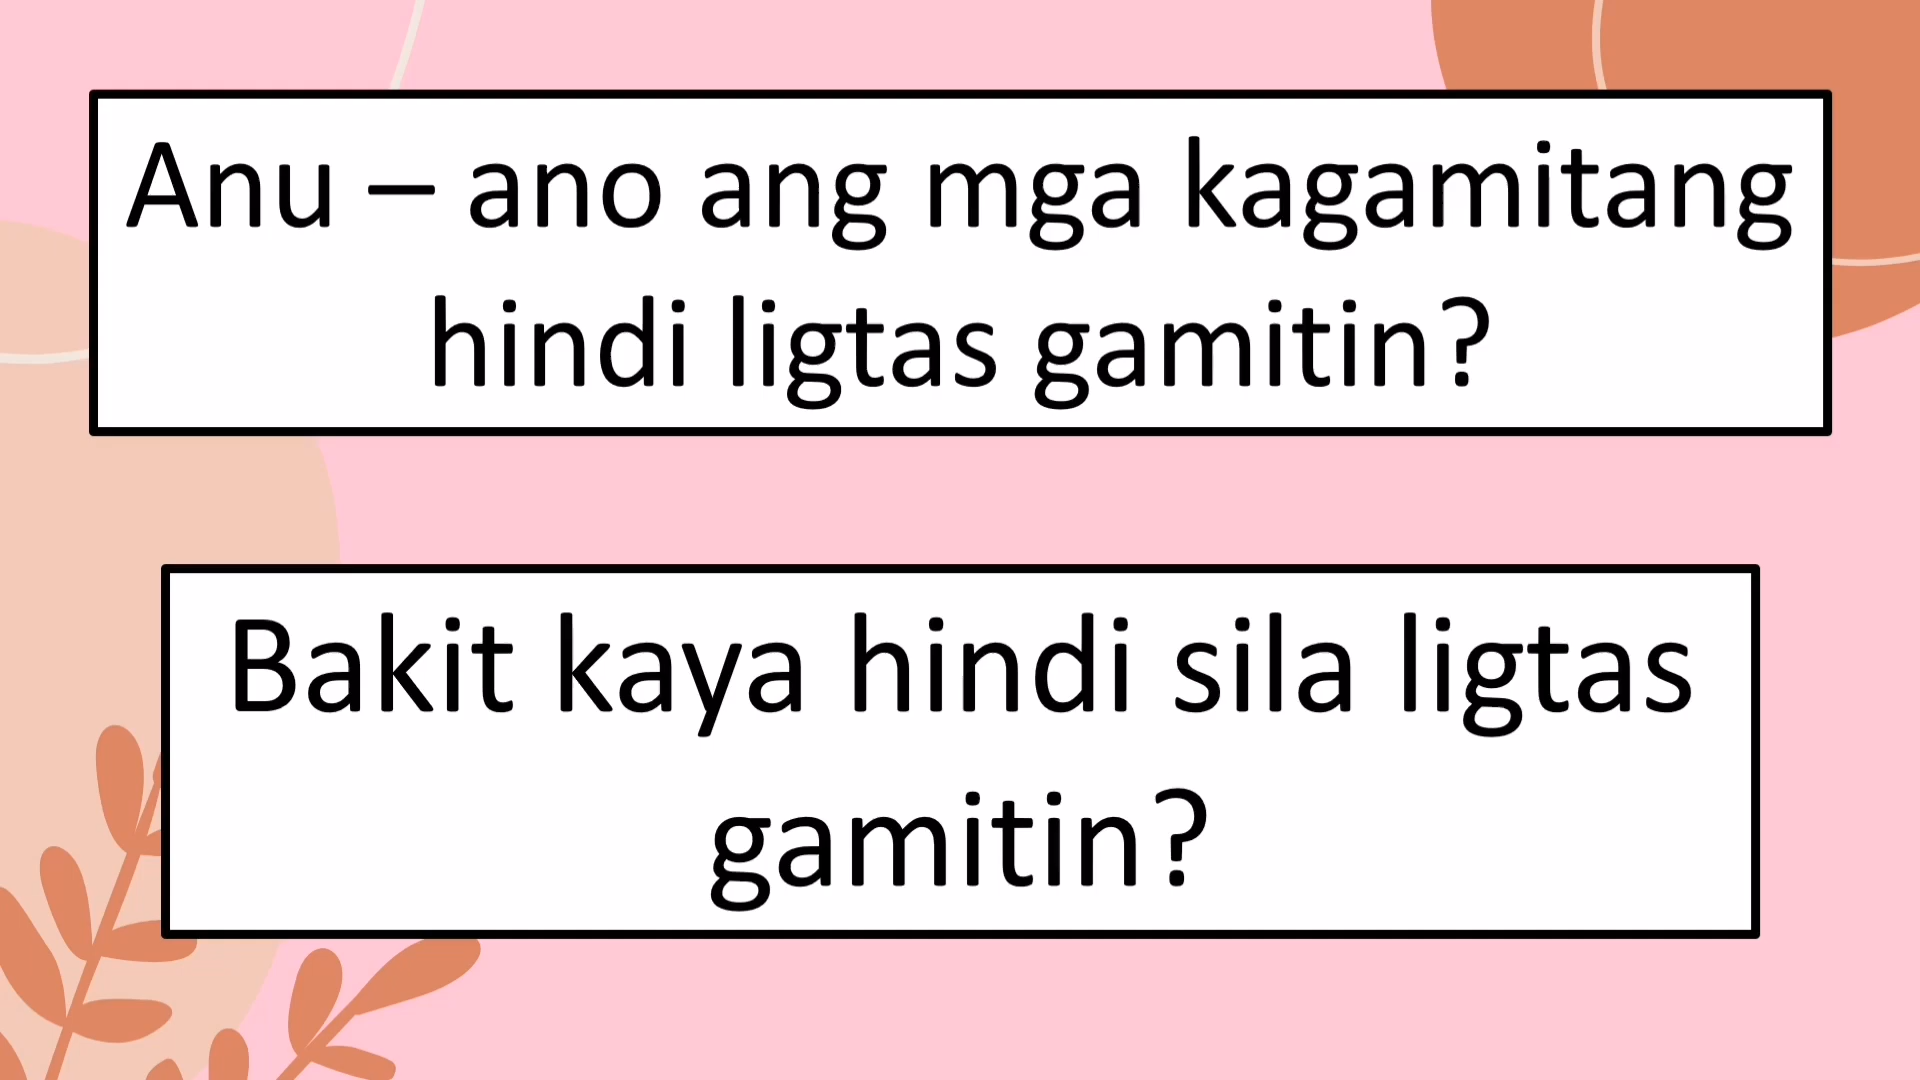 Anu – ano ang mga kagamitang
hindi ligtas gamitin?
Bakit kaya hindi sila ligtas
gamitin?